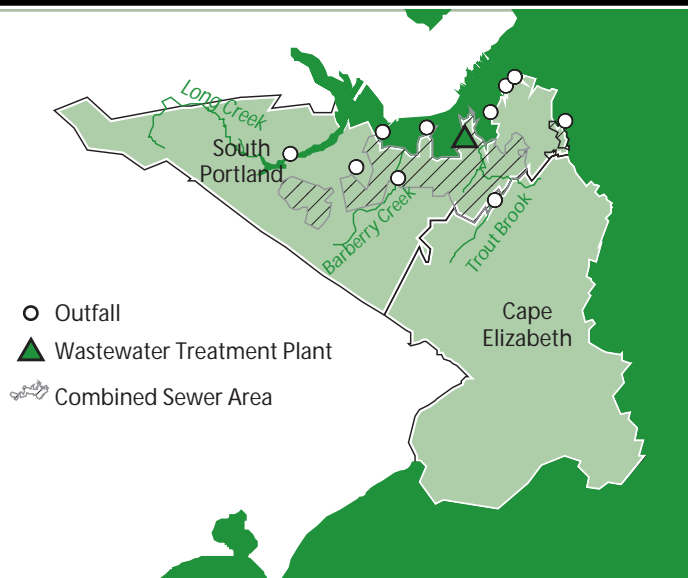 Long Creek
South
Portland
Barberry Creek
Trout Brook
Cape
Elizabeth
Outfall
Wastewater Treatment Plant
Combined Sewer Area